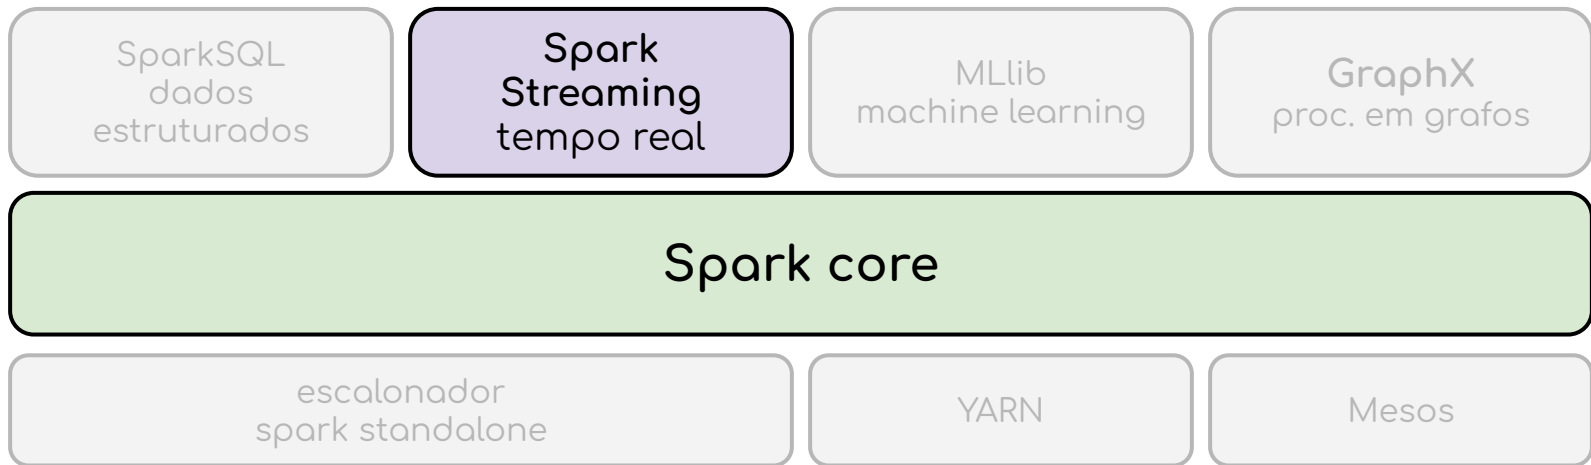 SparkSQL
dados
estruturados
Spark
Streaming
tempo real
MLlib
machine learning
GraphX
proc. em grafos
Spark core
escalonador
spark standalone
YARN
Mesos